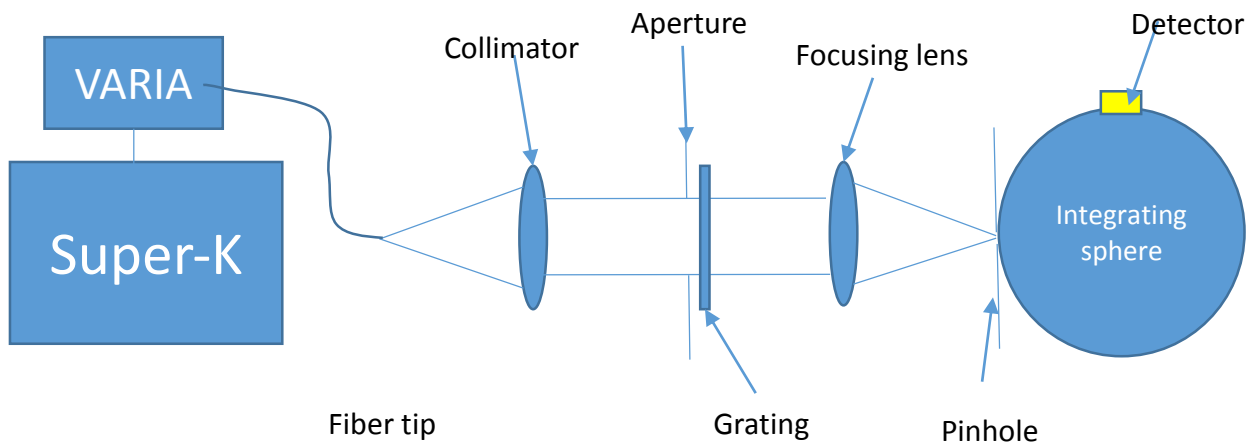 Aperture
Detector
Collimator
Focusing lens
VARIA
Integrating
sphere
Super-K
Fiber tip
Grating
Pinhole